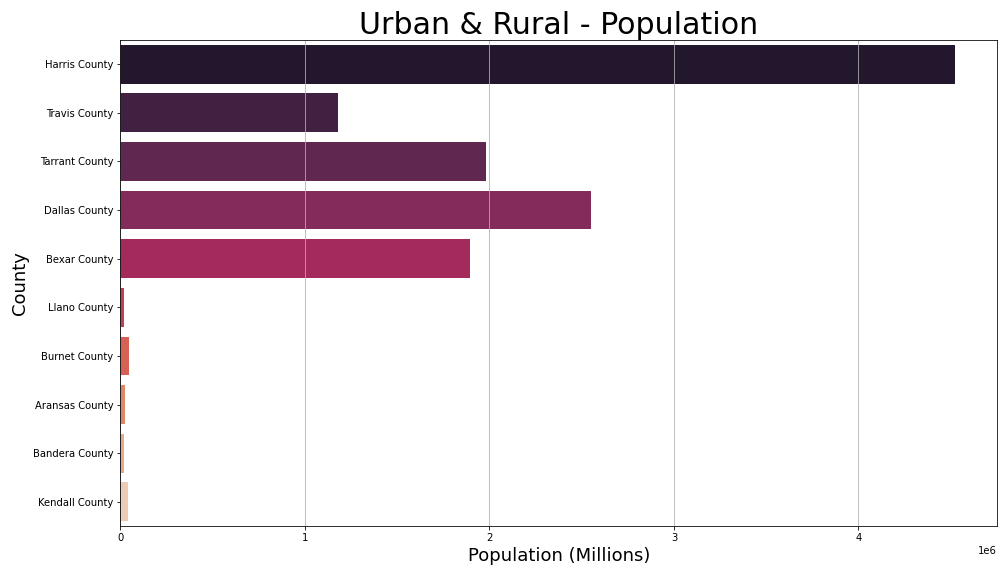 Urban & Rural - Population
County
Harris County
Travis County
Tarrant County
Dallas County
Bexar County
Llano County
Burnet County
Aransas County
Bandera County
Kendall County
0 1 2 3 4
1e6
Population (Millions)